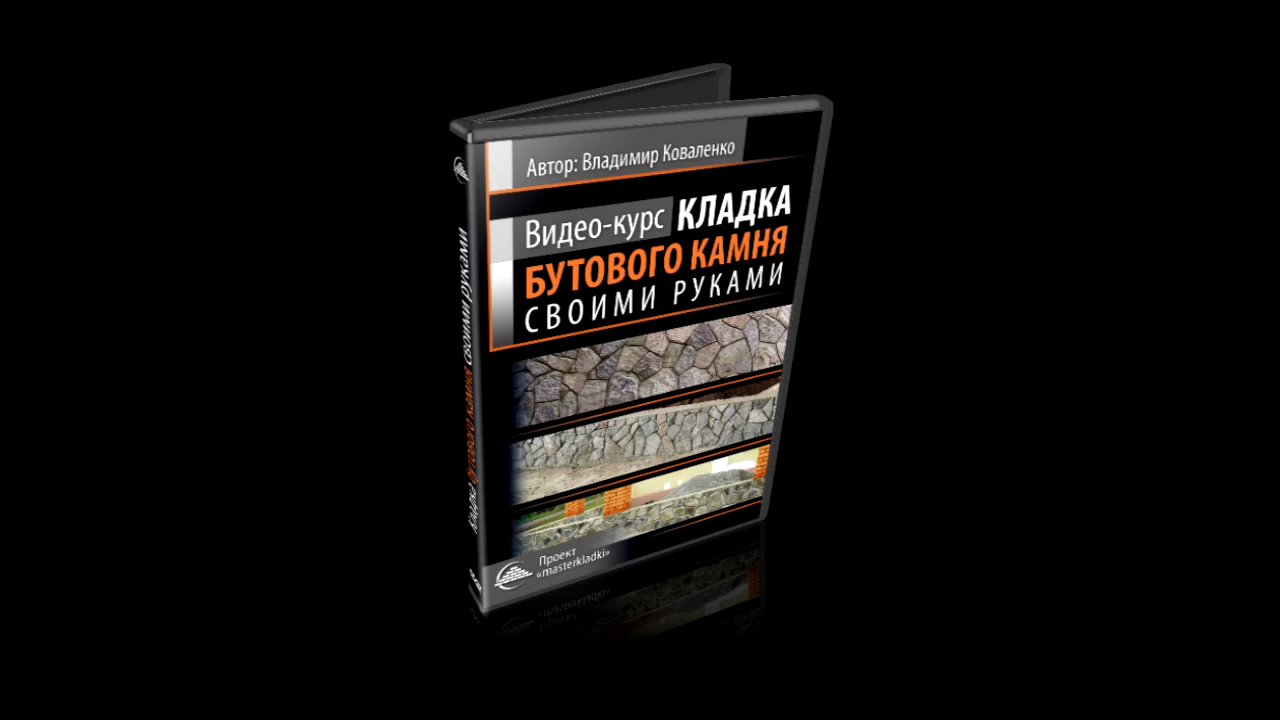 Автор: Владимир Коваленко
Видео-курс КЛАДКА
БУТОВОГО КАМНЯ
СВОИМИ РУКАМИ
Проект
«masterkladki»
Кладка БУТОВОГО КАМНЯ СВОИМИ РУКАМИ